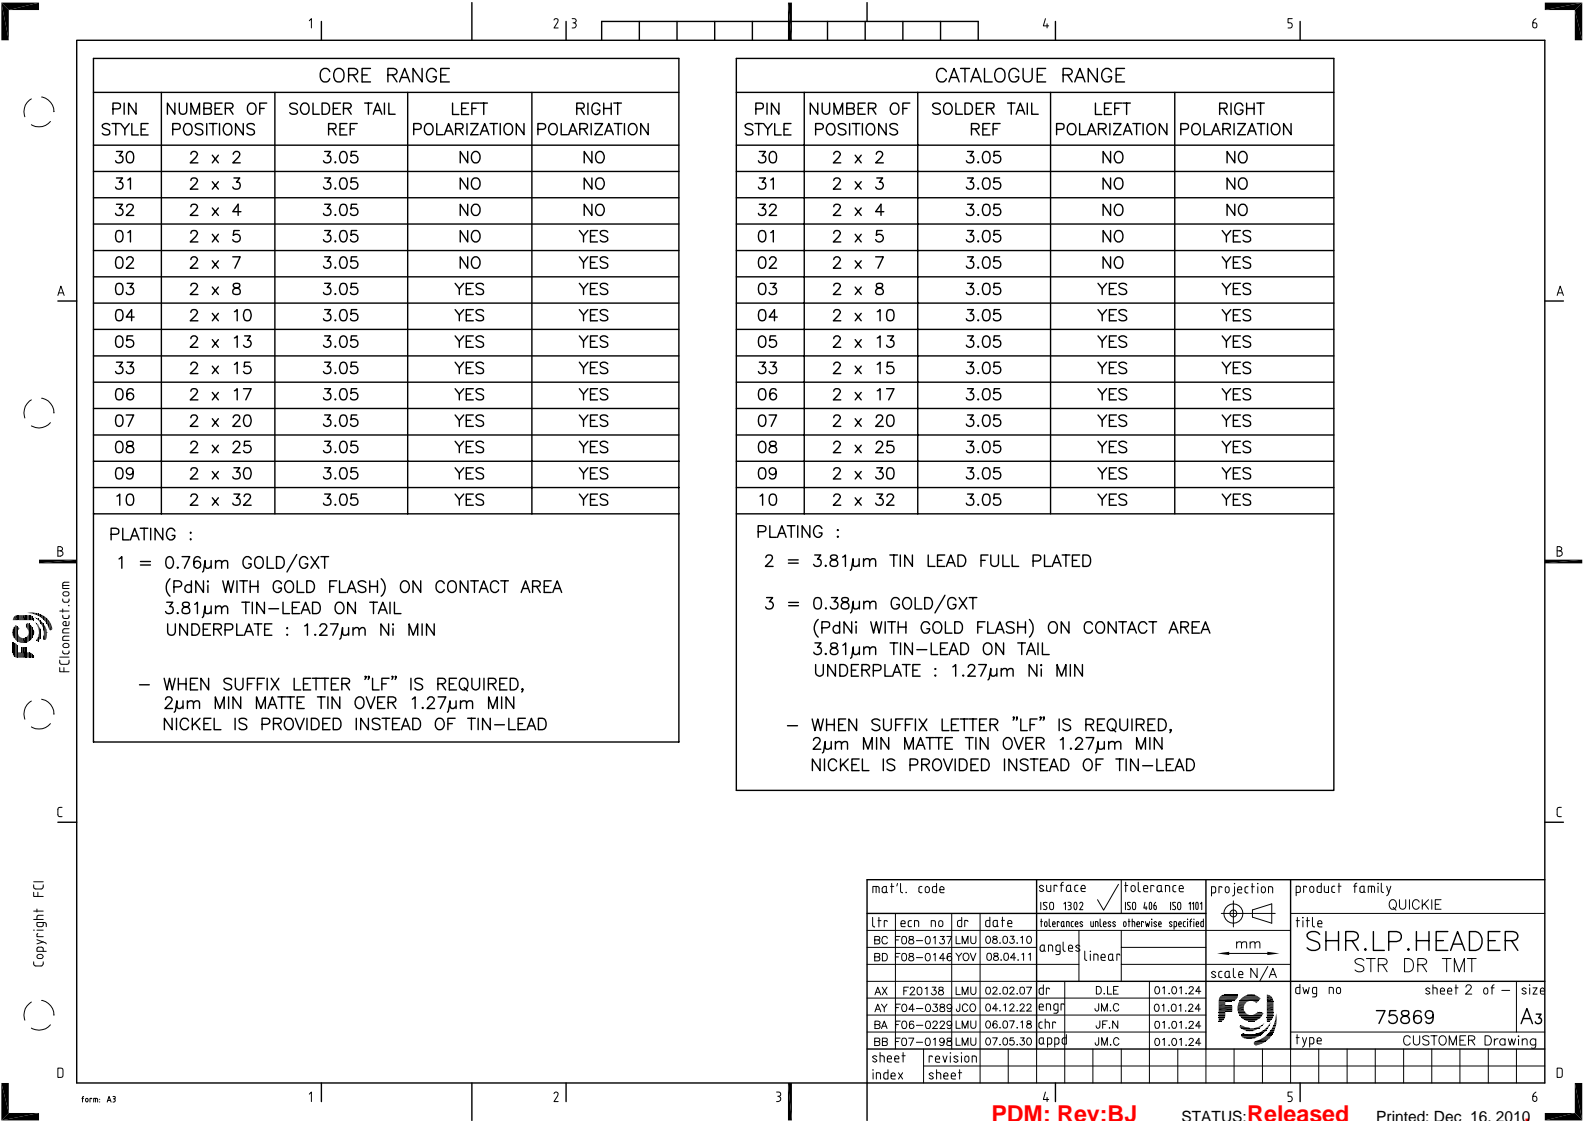 1 2 3 4 5 6
CORE RANGE
PIN STYLE NUMBER OF POSITIONS SOLDER TAIL REF LEFT POLARIZATION RIGHT POLARIZATION
30 2 x 2 3.05 NO NO
31 2 x 3 3.05 NO NO
32 2 x 4 3.05 NO NO
01 2 x 5 3.05 NO YES
02 2 x 7 3.05 NO YES
03 2 x 8 3.05 YES YES
04 2 x 10 3.05 YES YES
05 2 x 13 3.05 YES YES
33 2 x 15 3.05 YES YES
06 2 x 17 3.05 YES YES
07 2 x 20 3.05 YES YES
08 2 x 25 3.05 YES YES
09 2 x 30 3.05 YES YES
10 2 x 32 3.05 YES YES
PLATING :
1 = 0.76µm GOLD/GXT
(PdNi WITH GOLD FLASH) ON CONTACT AREA
3.81µm TIN-LEAD ON TAIL
UNDERPLATE : 1.27µm Ni MIN
- WHEN SUFFIX LETTER "LF" IS REQUIRED,
2µm MIN MATTE TIN OVER 1.27µm MIN
NICKEL IS PROVIDED INSTEAD OF TIN-LEAD
CATALOGUE RANGE
PIN STYLE NUMBER OF POSITIONS SOLDER TAIL REF LEFT POLARIZATION RIGHT POLARIZATION
30 2 x 2 3.05 NO NO
31 2 x 3 3.05 NO NO
32 2 x 4 3.05 NO NO
01 2 x 5 3.05 NO YES
02 2 x 7 3.05 NO YES
03 2 x 8 3.05 YES YES
04 2 x 10 3.05 YES YES
05 2 x 13 3.05 YES YES
33 2 x 15 3.05 YES YES
06 2 x 17 3.05 YES YES
07 2 x 20 3.05 YES YES
08 2 x 25 3.05 YES YES
09 2 x 30 3.05 YES YES
10 2 x 32 3.05 YES YES
PLATING :
2 = 3.81µm TIN LEAD FULL PLATED
3 = 0.38µm GOLD/GXT
(PdNi WITH GOLD FLASH) ON CONTACT AREA
3.81µm TIN-LEAD ON TAIL
UNDERPLATE : 1.27µm Ni MIN
- WHEN SUFFIX LETTER "LF" IS REQUIRED,
2µm MIN MATTE TIN OVER 1.27µm MIN
NICKEL IS PROVIDED INSTEAD OF TIN-LEAD
A A
B B
C C
D D
FCI
FCIconnect.com
Copyright FCI
mat'l. code
surface
ISO 1302
tolerance
ISO 406 ISO 1101
projection
product family
QUICKIE
ltr ecn no dr date
tolerances unless otherwise specified
BC F08-0137 LMU 08.03.10
BD F08-0146 YOV 08.04.11
angles linear
mm
scale N/A
title
SHR.LP.HEADER
STR DR TMT
AX F20138 LMU 02.02.07 dr D.LE 01.01.24
AY F04-0389 JCO 04.12.22 engr JM.C 01.01.24
BA F06-0229 LMU 06.07.18 chr JF.N 01.01.24
BB F07-0198 LMU 07.05.30 appd JM.C 01.01.24
FCI
dwg no sheet 2 of - size
75869 A3
type CUSTOMER Drawing
sheet index revision
sheet
form: A3
1 2 3 4 5 6
PDM: Rev:BJ STATUS:Released Printed: Dec 16, 2010